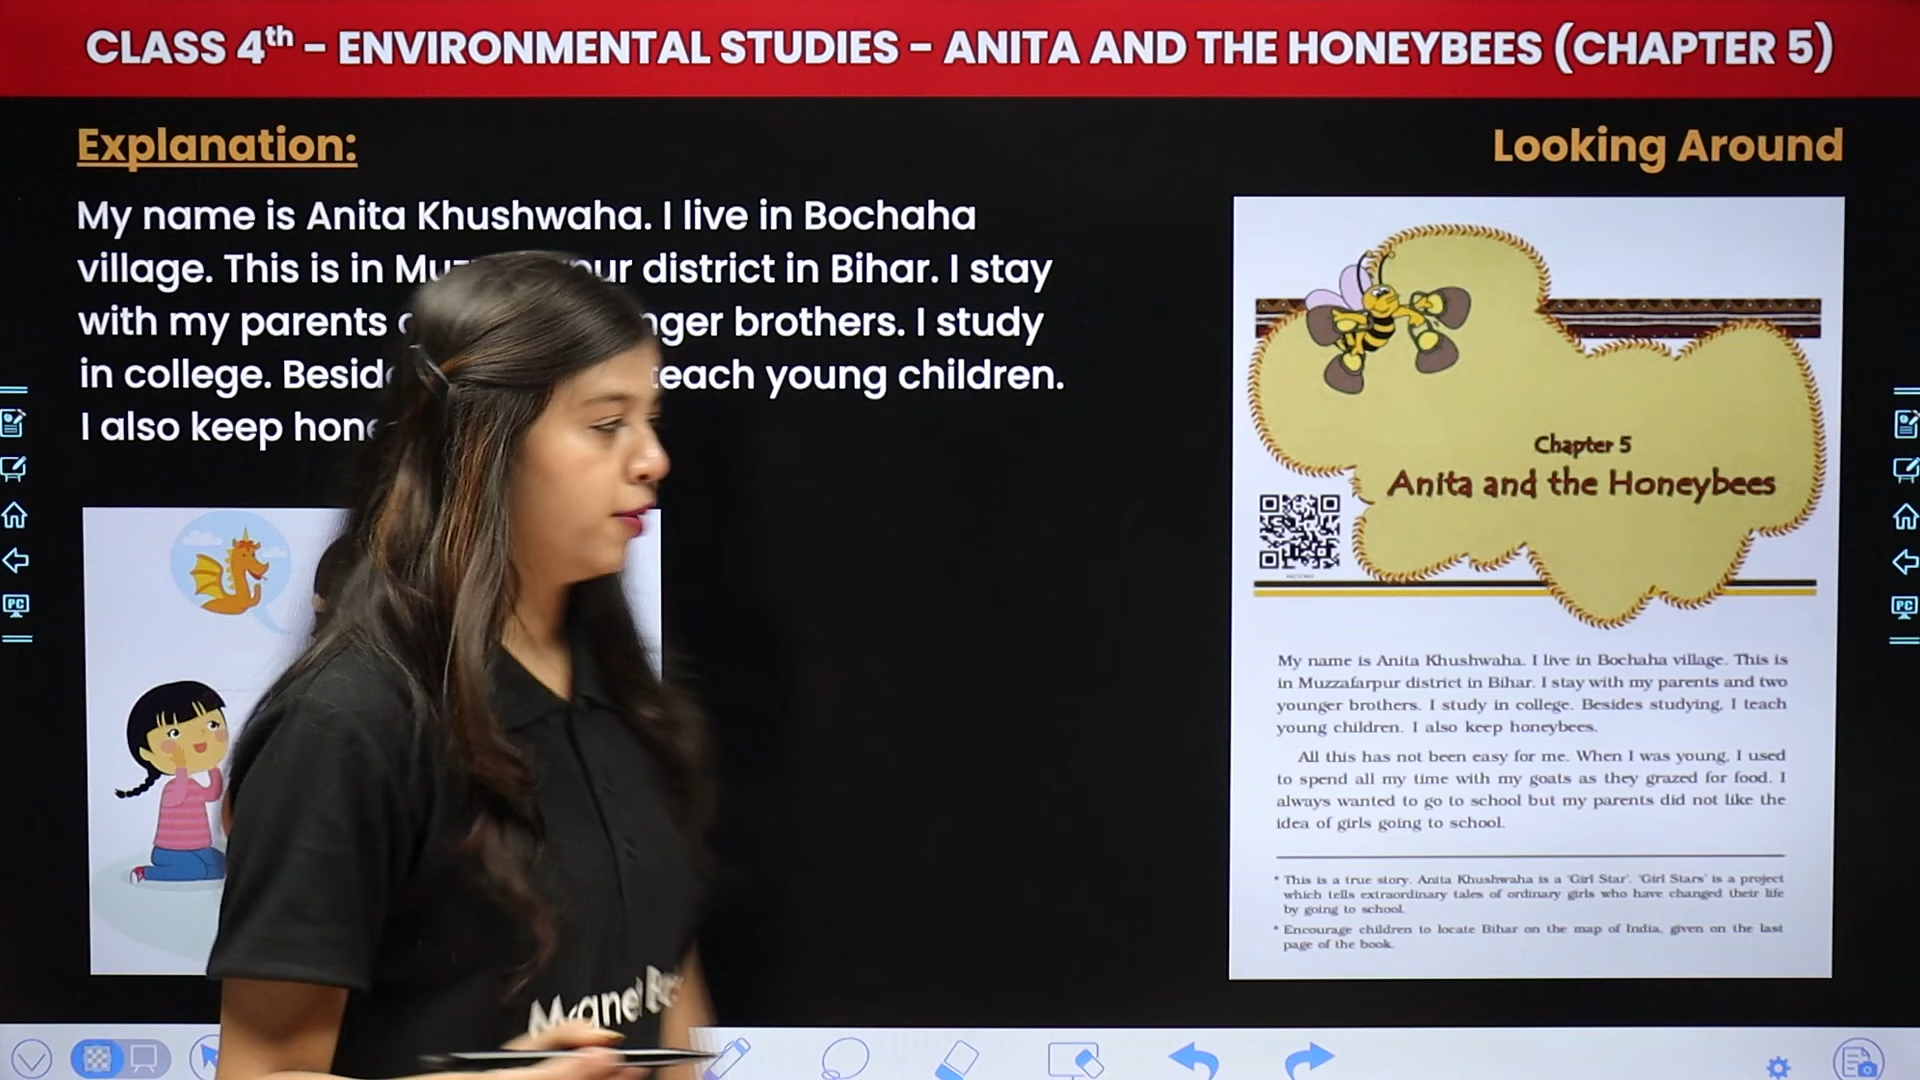 CLASS 4th – ENVIRONMENTAL STUDIES – ANITA AND THE HONEYBEES (CHAPTER 5)
Explanation:
My name is Anita Khushwaha. I live in Bochaha
village. This is in district in Bihar. I stay
with my parents brothers. I study
in college. teach young children.
I also keep
Looking Around
Chapter 5
Anita and the Honeybees
My name is Anita Khushwaha. I live in Bochaha village. This is
in Muzzafarpur district in Bihar. I stay with my parents and two
younger brothers. I study in college. Besides studying, I teach
young children. I also keep honeybees.
All this has not been easy for me. When I was young, I used
to spend all my time with my goats as they grazed for food. I
always wanted to go to school but my parents did not like the
idea of girls going to school.
* This is a true story. Anita Khushwaha is a 'Girl Star'. 'Girl Stars' is a project
which tells extraordinary tales of ordinary girls who have changed their life
by going to school.
* Encourage children to locate Bihar on the map of India, given on the last
page of the book.
PC
PC